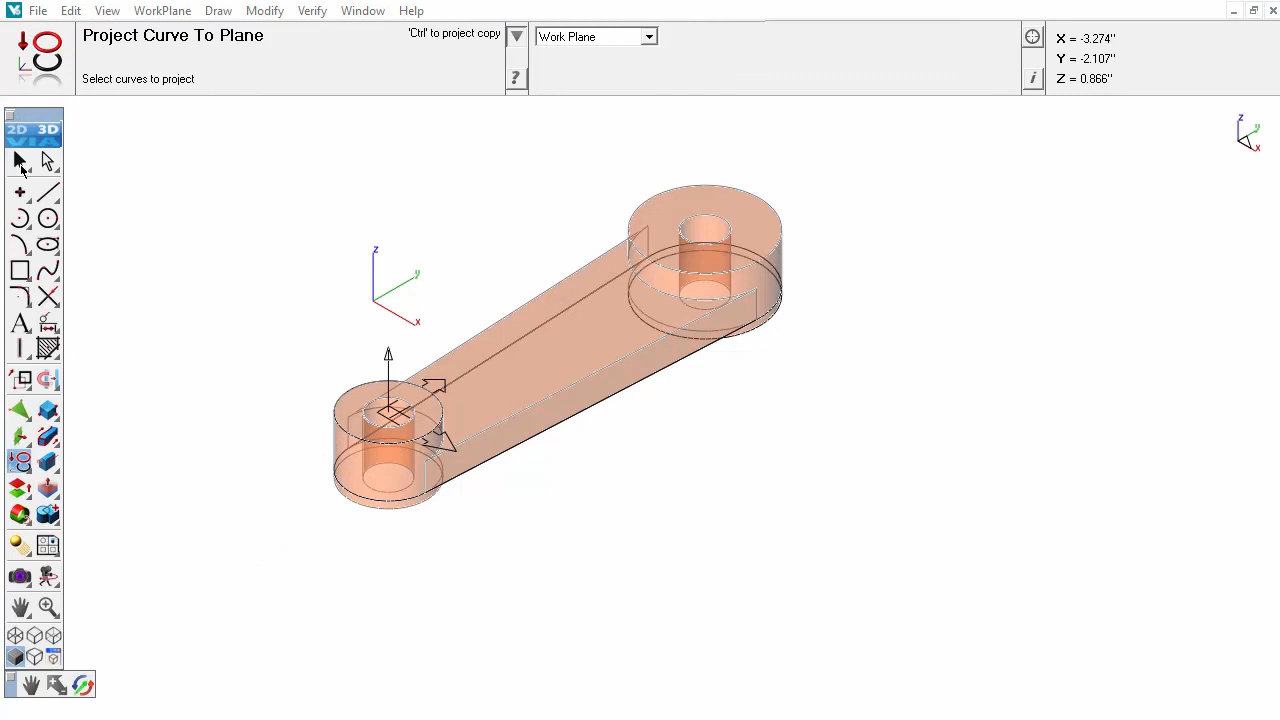 File Edit View WorkPlane Draw Modify Verify Window Help
Project Curve To Plane
'Ctrl' to project copy
Select curves to project
?
Work Plane
i
X = -3.274"
Y = -2.107"
Z = 0.866"
2D 3D
VIA
A
z
y
x
z
y
x